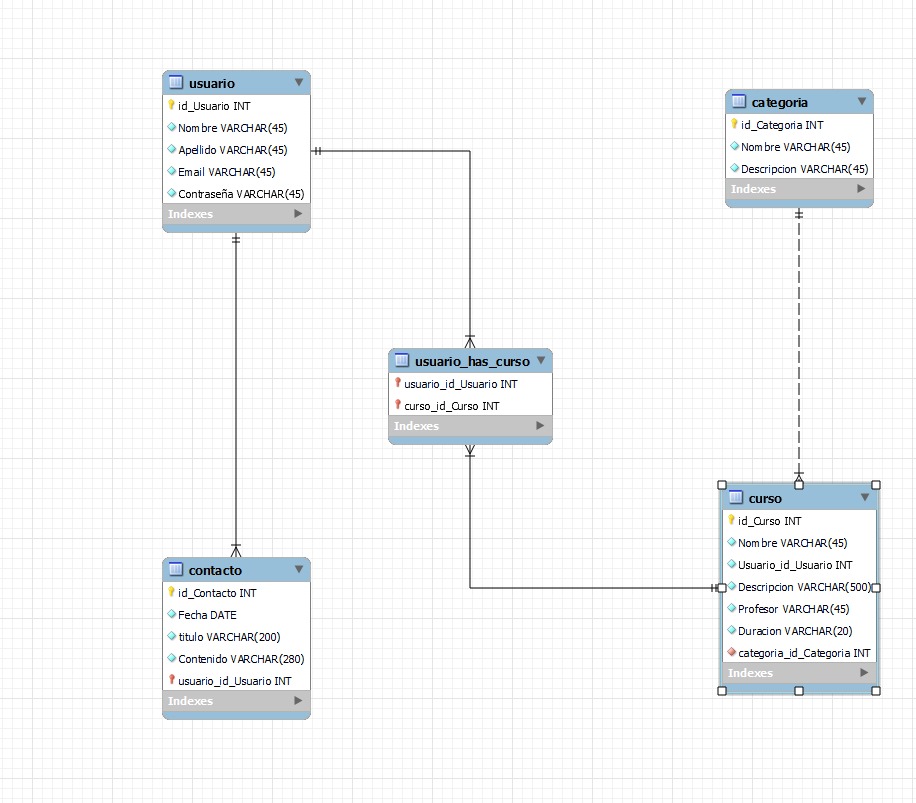 usuario
id_Usuario INT
Nombre VARCHAR(45)
Apellido VARCHAR(45)
Email VARCHAR(45)
Contraseña VARCHAR(45)
Indexes
categoria
id_Categoria INT
Nombre VARCHAR(45)
Descripcion VARCHAR(45)
Indexes
usuario_has_curso
usuario_id_Usuario INT
curso_id_Curso INT
Indexes
contacto
id_Contacto INT
Fecha DATE
titulo VARCHAR(200)
Contenido VARCHAR(280)
usuario_id_Usuario INT
Indexes
curso
id_Curso INT
Nombre VARCHAR(45)
Usuario_id_Usuario INT
Descripcion VARCHAR(500)
Profesor VARCHAR(45)
Duracion VARCHAR(20)
categoria_id_Categoria INT
Indexes